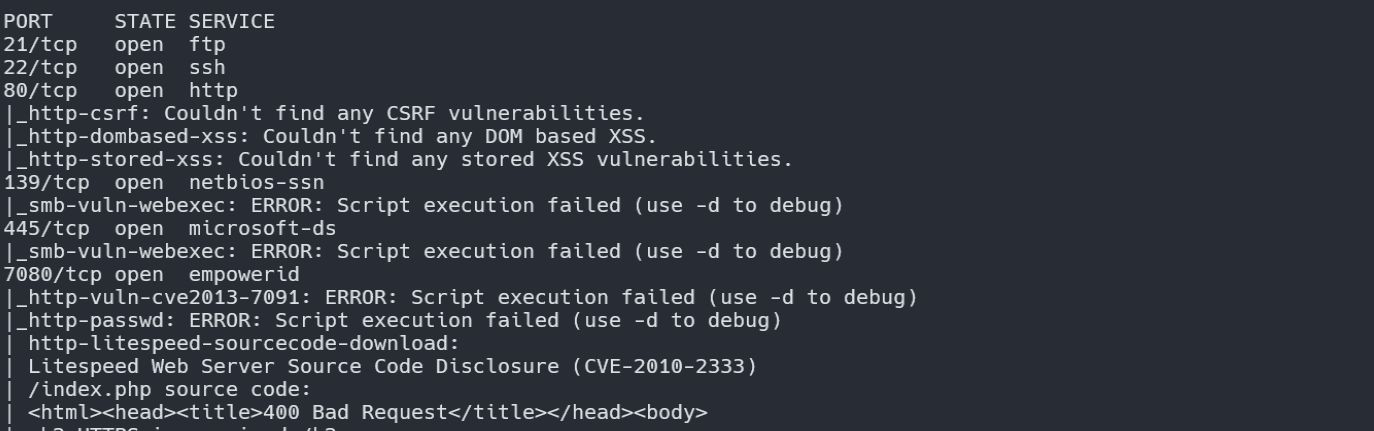 PORT     STATE SERVICE
21/tcp   open  ftp
22/tcp   open  ssh
80/tcp   open  http
|_http-csrf: Couldn't find any CSRF vulnerabilities.
|_http-dombased-xss: Couldn't find any DOM based XSS.
|_http-stored-xss: Couldn't find any stored XSS vulnerabilities.
139/tcp  open  netbios-ssn
|_smb-vuln-webexec: ERROR: Script execution failed (use -d to debug)
445/tcp  open  microsoft-ds
|_smb-vuln-webexec: ERROR: Script execution failed (use -d to debug)
7080/tcp open  empowerid
|_http-vuln-cve2013-7091: ERROR: Script execution failed (use -d to debug)
|_http-passwd: ERROR: Script execution failed (use -d to debug)
| http-litespeed-sourcecode-download:
| Litespeed Web Server Source Code Disclosure (CVE-2010-2333)
| /index.php source code:
| <html><head><title>400 Bad Request</title></head><body>